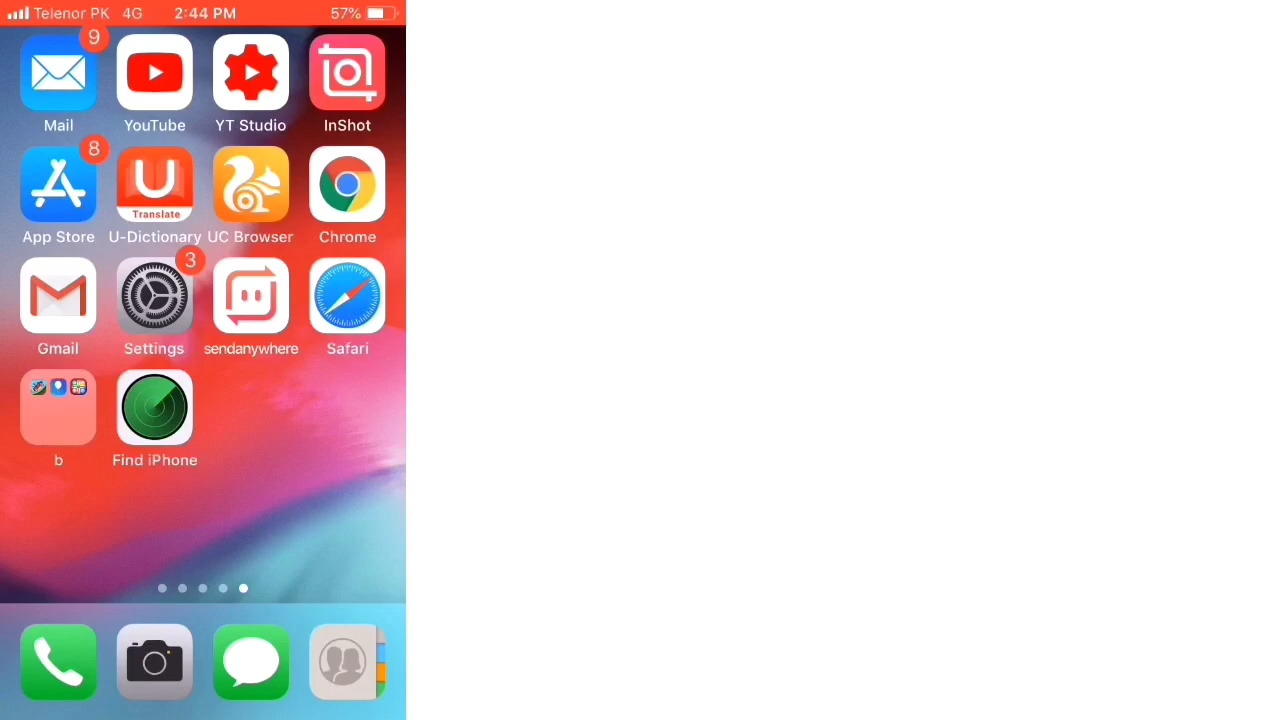 Telenor PK 4G 2:44 PM 57%
9
Mail YouTube YT Studio InShot
8
Translate
App Store U-Dictionary UC Browser Chrome
3
Gmail Settings sendanywhere Safari
b Find iPhone